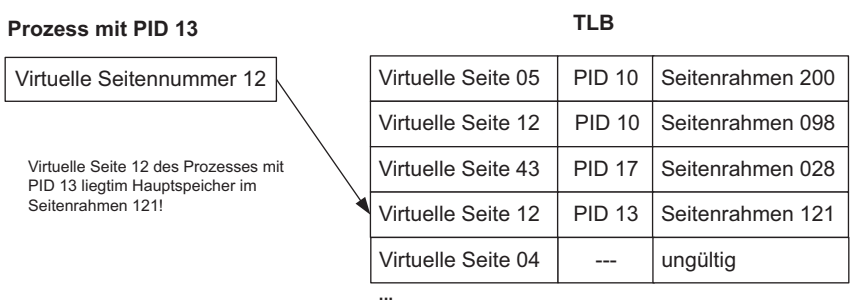 Prozess mit PID 13
TLB
Virtuelle Seitennummer 12
Virtuelle Seite 12 des Prozesses mit
PID 13 liegtim Hauptspeicher im
Seitenrahmen 121!
Virtuelle Seite 05 PID 10 Seitenrahmen 200
Virtuelle Seite 12 PID 10 Seitenrahmen 098
Virtuelle Seite 43 PID 17 Seitenrahmen 028
Virtuelle Seite 12 PID 13 Seitenrahmen 121
Virtuelle Seite 04 --- ungültig
...